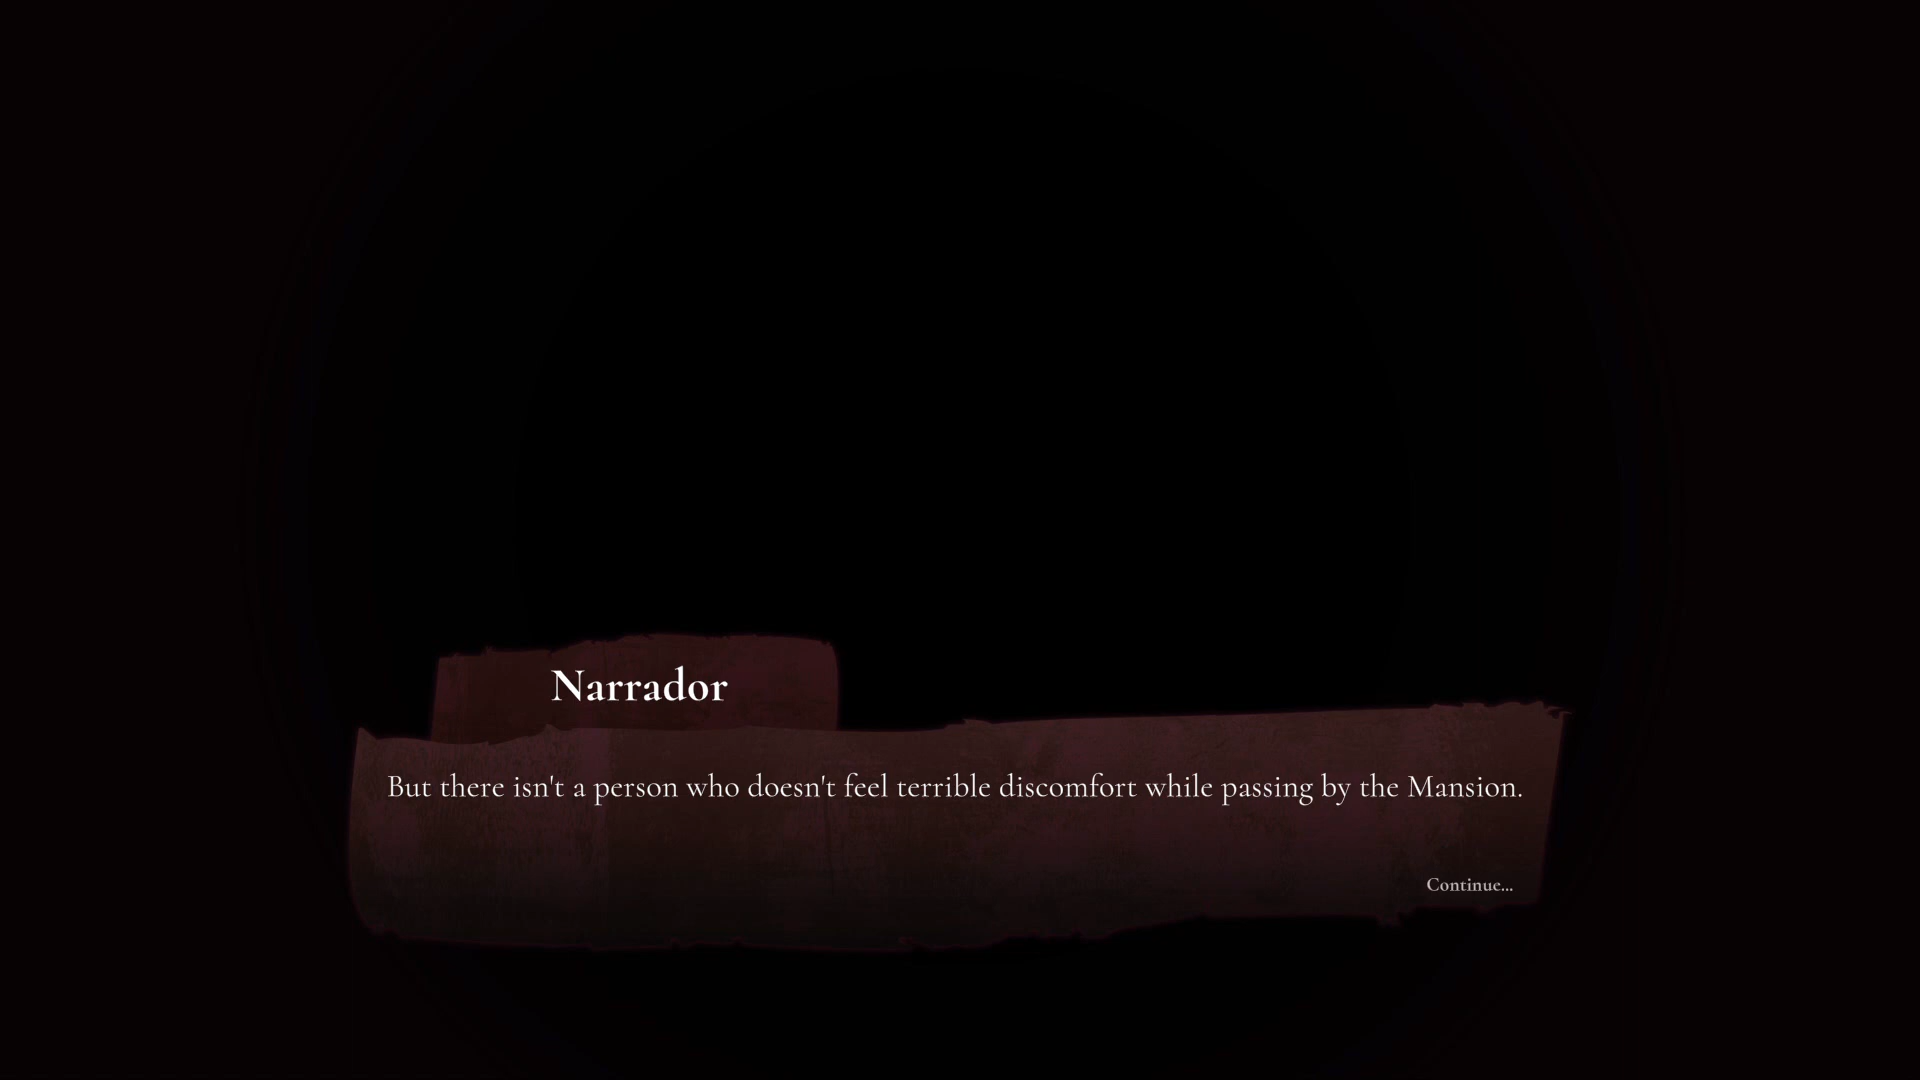 Narrador
But there isn't a person who doesn't feel terrible discomfort while passing by the Mansion.
Continue...